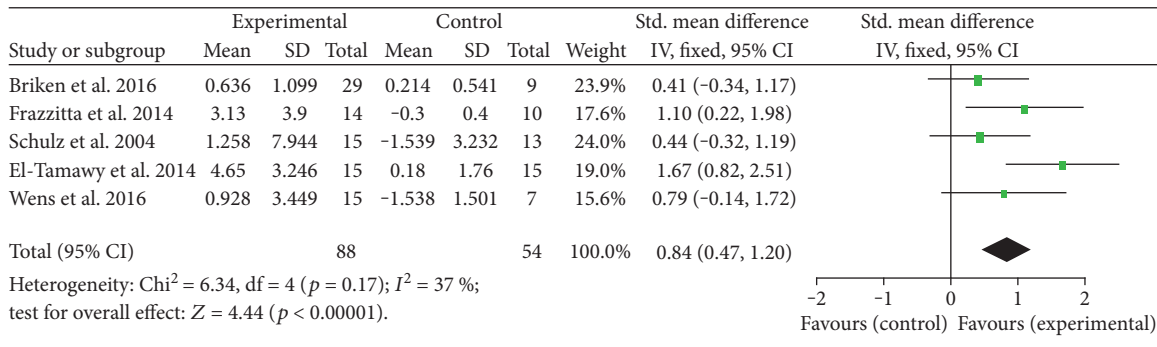 Experimental Control Std. mean difference Std. mean difference
Study or subgroup Mean SD Total Mean SD Total Weight IV, fixed, 95% CI IV, fixed, 95% CI
Briken et al. 2016 0.636 1.099 29 0.214 0.541 9 23.9% 0.41 (−0.34, 1.17)
Frazzitta et al. 2014 3.13 3.9 14 −0.3 0.4 10 17.6% 1.10 (0.22, 1.98)
Schulz et al. 2004 1.258 7.944 15 −1.539 3.232 13 24.0% 0.44 (−0.32, 1.19)
El-Tamawy et al. 2014 4.65 3.246 15 0.18 1.76 15 19.0% 1.67 (0.82, 2.51)
Wens et al. 2016 0.928 3.449 15 −1.538 1.501 7 15.6% 0.79 (−0.14, 1.72)
Total (95% CI) 88 54 100.0% 0.84 (0.47, 1.20)
Heterogeneity: Chi² = 6.34, df = 4 (p = 0.17); I² = 37 %;
test for overall effect: Z = 4.44 (p < 0.00001).
−2 −1 0 1 2
Favours (control) Favours (experimental)